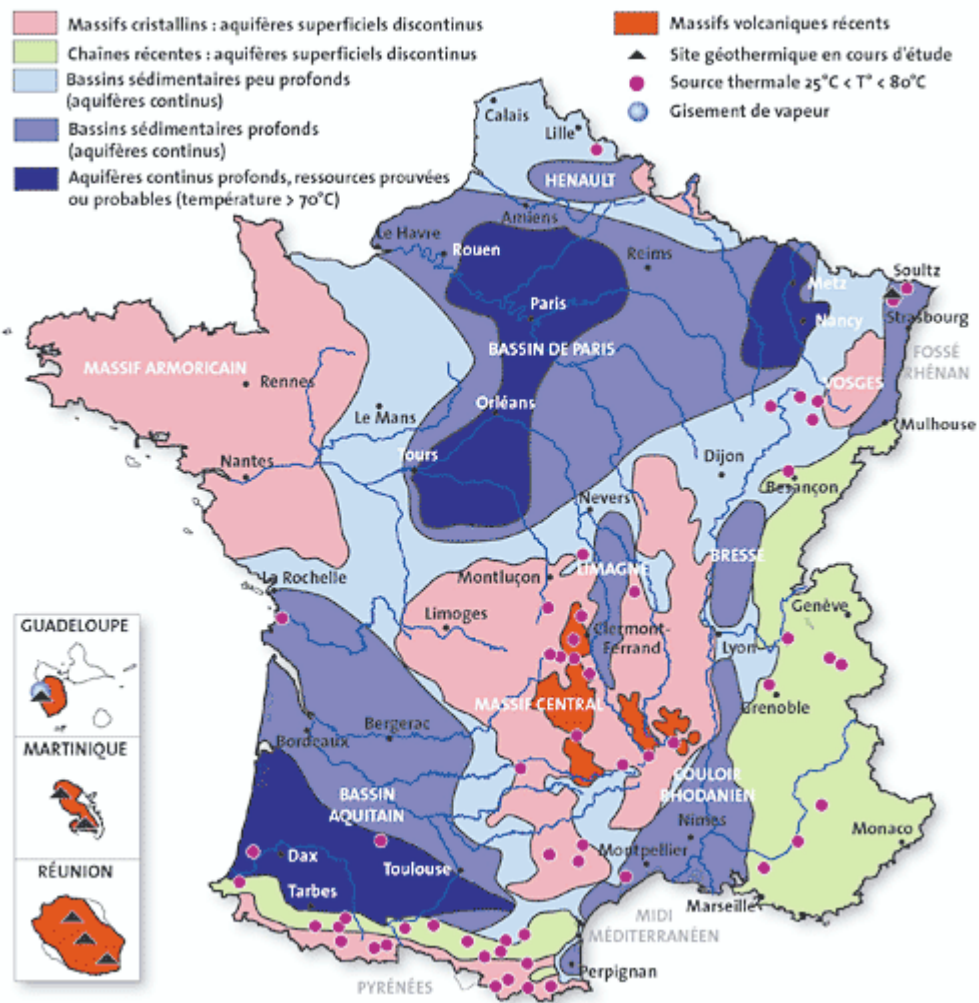 Massifs cristallins : aquifères superficiels discontinus
Chaînes récentes : aquifères superficiels discontinus
Bassins sédimentaires peu profonds
(aquifères continus)
Bassins sédimentaires profonds
(aquifères continus)
Aquifères continus profonds, ressources prouvées
ou probables (température > 70°C)
Massifs volcaniques récents
Site géothermique en cours d'étude
Source thermale 25°C < T° < 80°C
Gisement de vapeur
Calais
Lille
HENAULT
Amiens
Le Havre
Rouen
Reims
Metz
Soultz
Paris
Nancy
Strasbourg
BASSIN DE PARIS
FOSSÉ
RHÉNAN
MASSIF ARMORICAIN
Rennes
VOSGES
Le Mans
Orléans
Mulhouse
Tours
Dijon
Nantes
Besançon
Nevers
BRESSE
La Rochelle
Montluçon
LIMAGNE
Genève
Limoges
Clermont-
Ferrand
Lyon
MASSIF CENTRAL
Grenoble
Bergerac
Bordeaux
COULOIR
RHODANIEN
BASSIN
AQUITAIN
Nîmes
Monaco
Dax
Toulouse
Montpellier
Tarbes
Marseille
MIDI
MÉDITERRANÉEN
Perpignan
PYRÉNÉES
GUADELOUPE
MARTINIQUE
RÉUNION